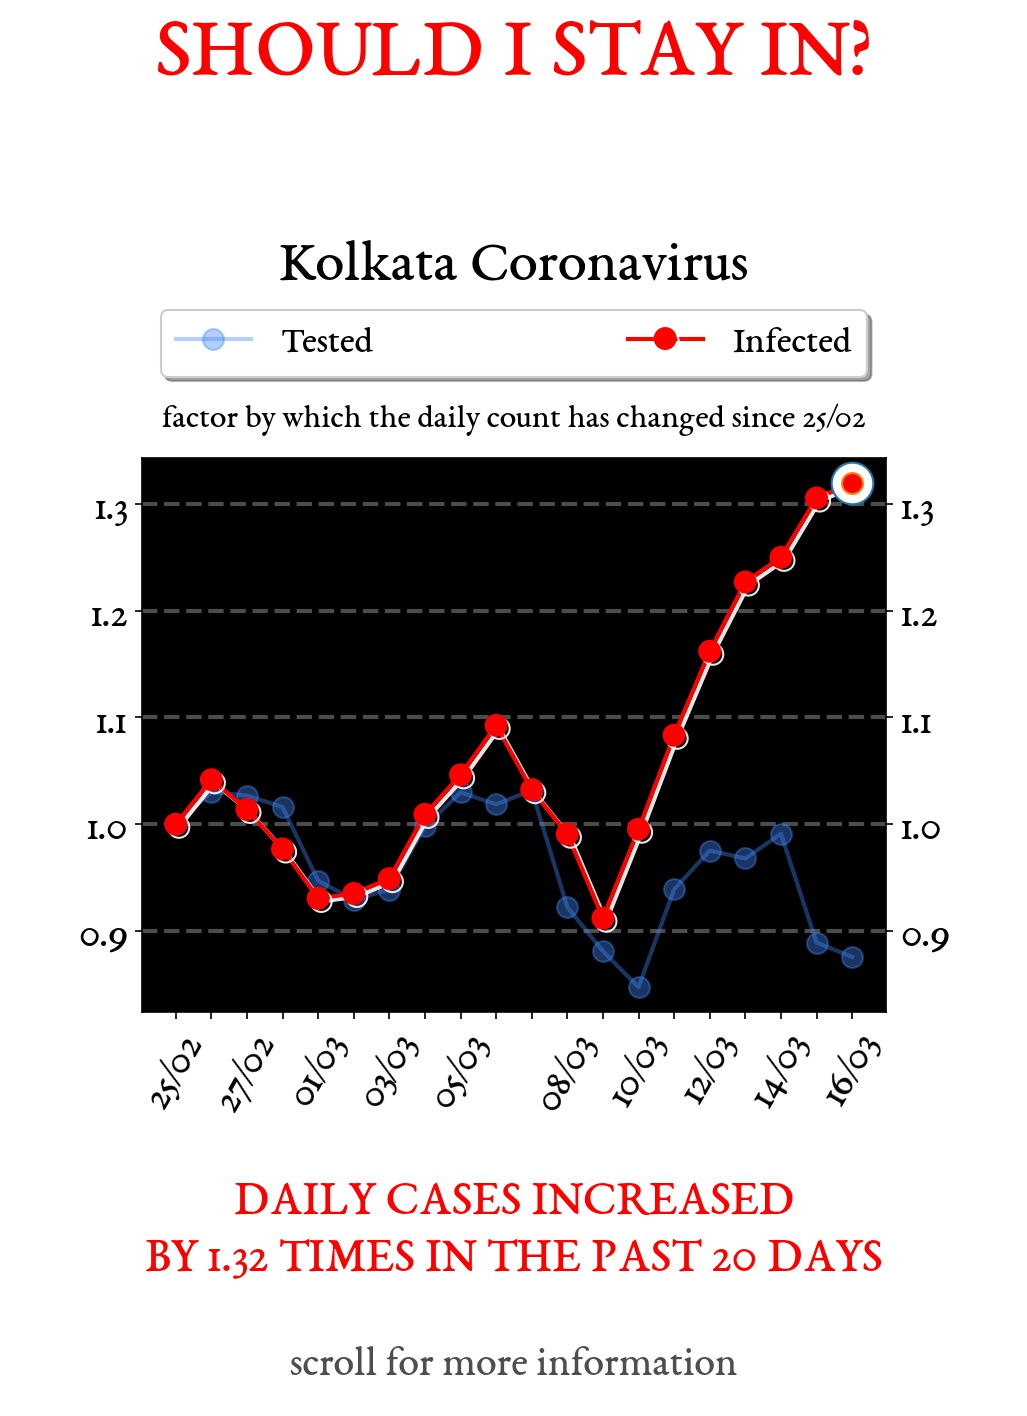 SHOULD I STAY IN?
Kolkata Coronavirus
Tested Infected
factor by which the daily count has changed since 25/02
1.3 1.3
1.2 1.2
1.1 1.1
1.0 1.0
0.9 0.9
25/02 27/02 01/03 03/03 05/03 08/03 10/03 12/03 14/03 16/03
DAILY CASES INCREASED
BY 1.32 TIMES IN THE PAST 20 DAYS
scroll for more information